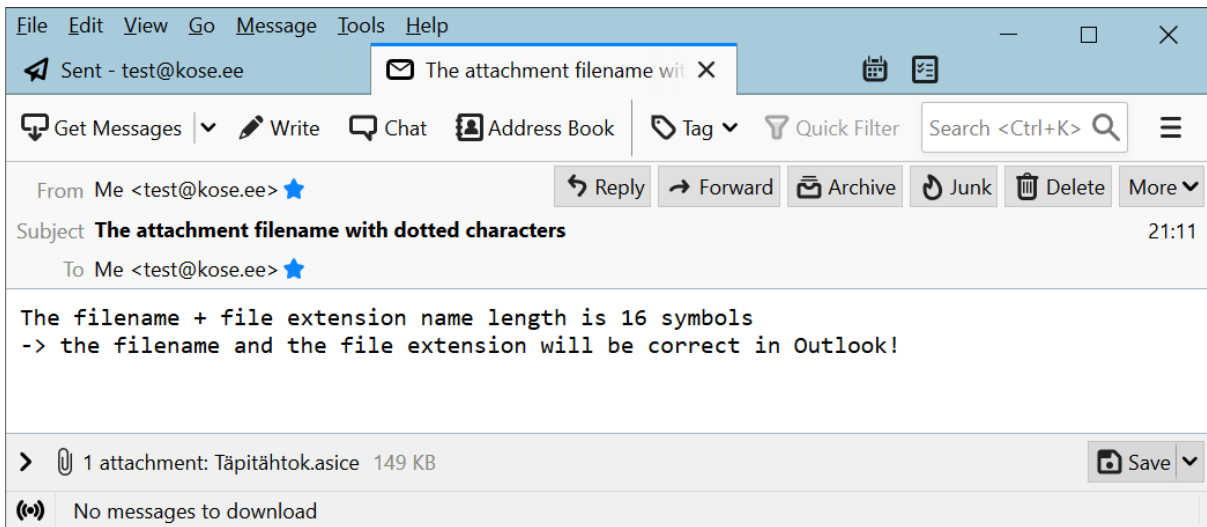 File Edit View Go Message Tools Help
Sent - test@kose.ee The attachment filename wit
Get Messages Write Chat Address Book Tag Quick Filter Search <Ctrl+K>
From Me <test@kose.ee> Reply Forward Archive Junk Delete More
Subject The attachment filename with dotted characters 21:11
To Me <test@kose.ee>
The filename + file extension name length is 16 symbols
-> the filename and the file extension will be correct in Outlook!
1 attachment: Täpitähtok.asice 149 KB Save
No messages to download